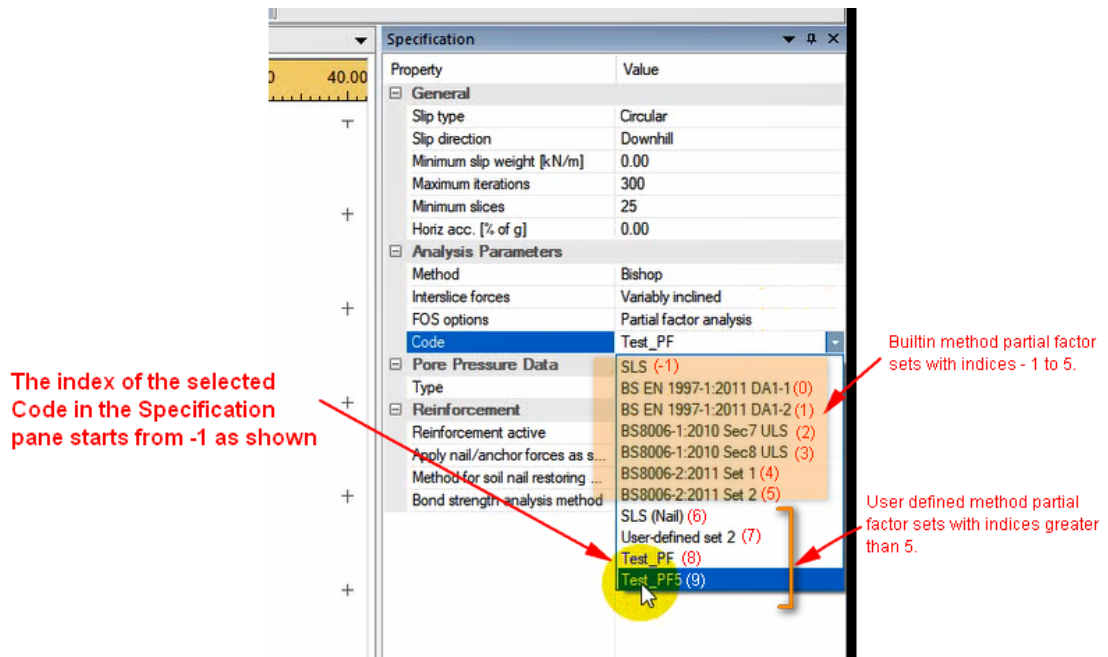 Specification
Property Value
0 40.00
General
Slip type Circular
Slip direction Downhill
Minimum slip weight [kN/m] 0.00
Maximum iterations 300
Minimum slices 25
Horiz acc. [% of g] 0.00
Analysis Parameters
Method Bishop
Interslice forces Variably inclined
FOS options Partial factor analysis
Code Test_PF
Pore Pressure Data
Type
Reinforcement
Reinforcement active
Apply nail/anchor forces as s...
Method for soil nail restoring ...
Bond strength analysis method
SLS (-1)
BS EN 1997-1:2011 DA1-1 (0)
BS EN 1997-1:2011 DA1-2 (1)
BS8006-1:2010 Sec7 ULS (2)
BS8006-1:2010 Sec8 ULS (3)
BS8006-2:2011 Set 1 (4)
BS8006-2:2011 Set 2 (5)
SLS (Nail) (6)
User-defined set 2 (7)
Test_PF (8)
Test_PF5 (9)
The index of the selected
Code in the Specification
pane starts from -1 as shown
Builtin method partial factor
sets with indices - 1 to 5.
User defined method partial
factor sets with indices greater
than 5.